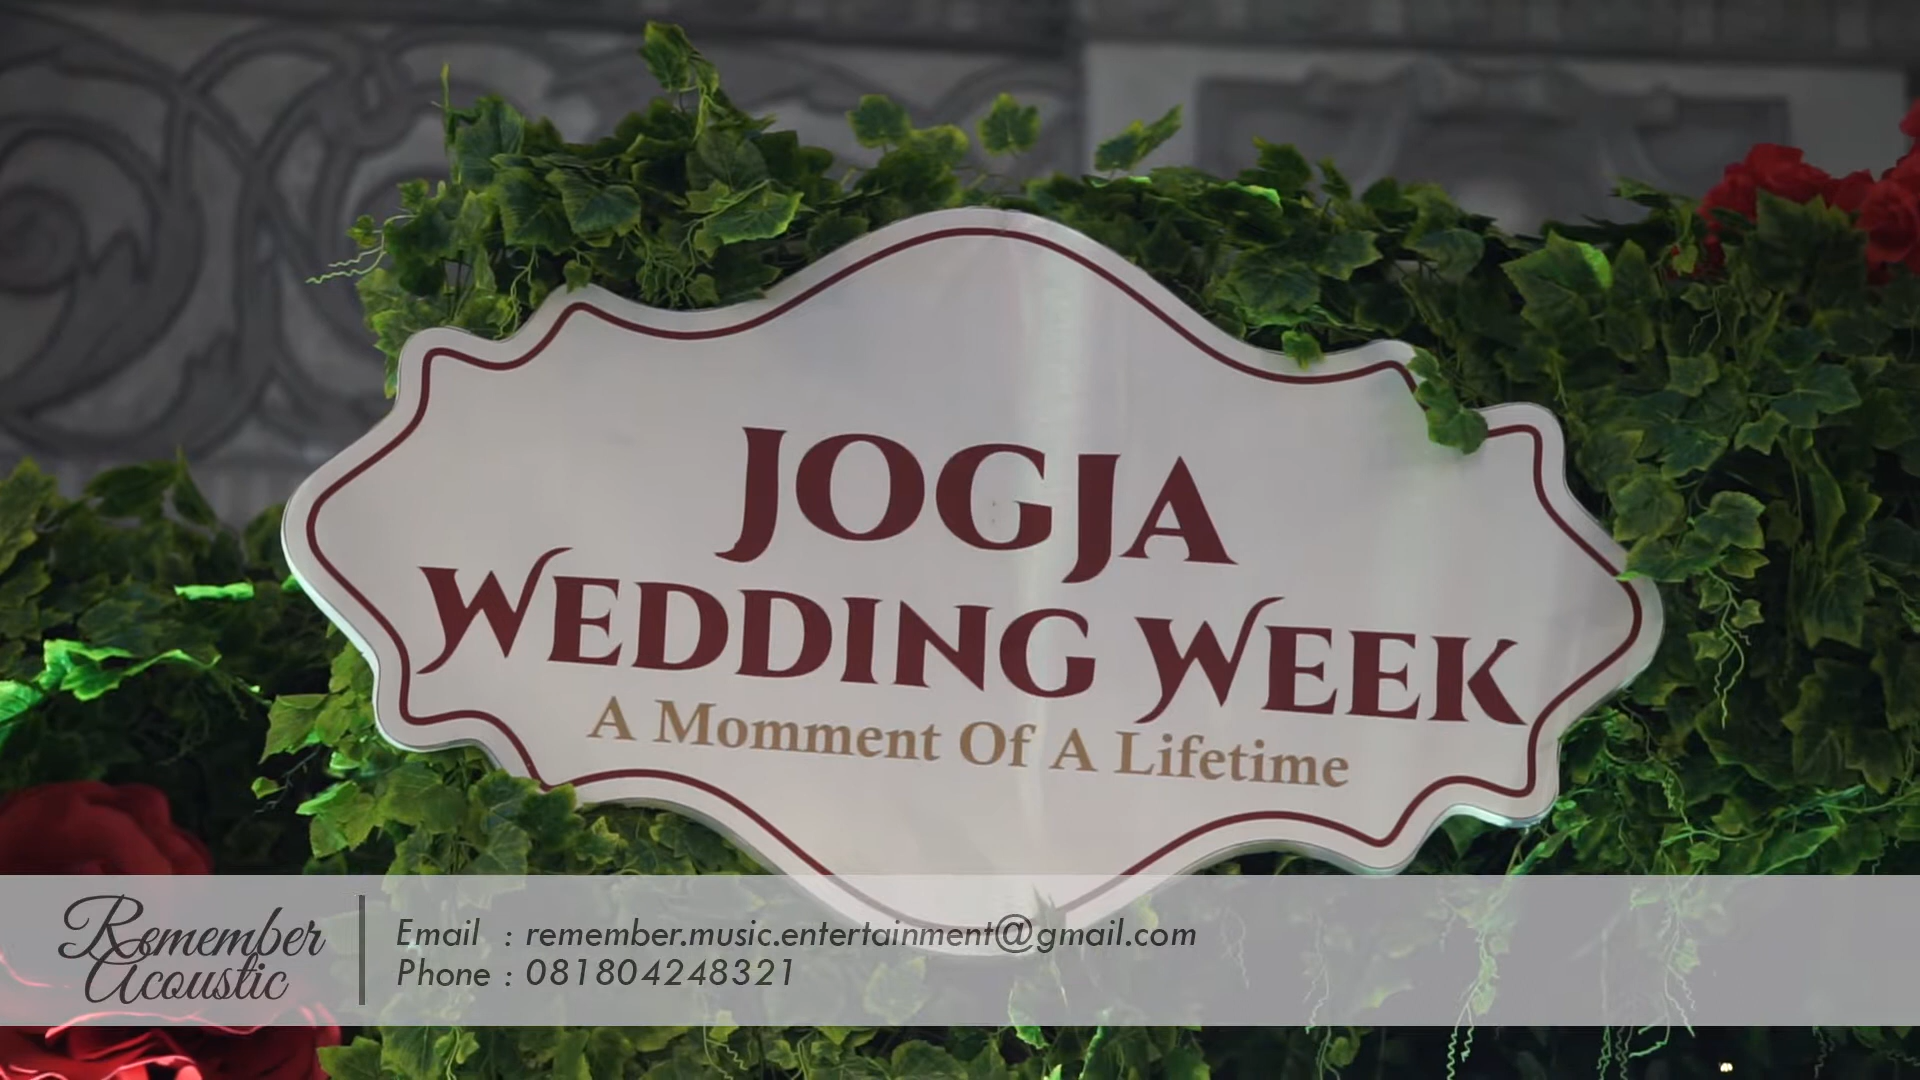 JOGJA
WEDDING WEEK
A Momment Of A Lifetime
Remember
Acoustic
Email : remember.music.entertainment@gmail.com
Phone : 081804248321